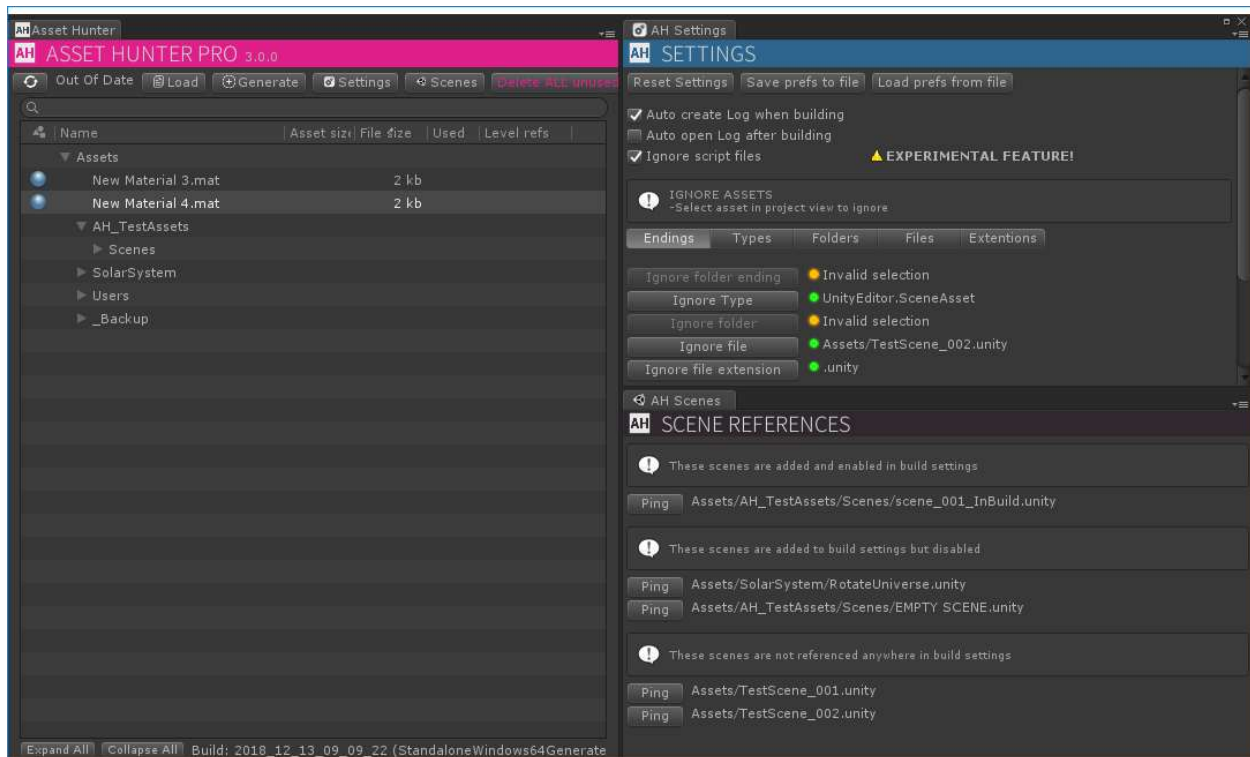 AH Asset Hunter
AH ASSET HUNTER PRO 3.0.0
Out Of Date Load Generate Settings Scenes Delete ALL unused
Name Asset size File size Used Level refs
Assets
New Material 3.mat 2 kb
New Material 4.mat 2 kb
AH_TestAssets
Scenes
SolarSystem
Users
_Backup
Expand All Collapse All Build: 2018_12_13_09_09_22 (StandaloneWindows64Generate
AH Settings
AH SETTINGS
Reset Settings Save prefs to file Load prefs from file
Auto create Log when building
Auto open Log after building
Ignore script files EXPERIMENTAL FEATURE!
IGNORE ASSETS
-Select asset in project view to ignore
Endings Types Folders Files Extentions
Ignore folder ending Invalid selection
Ignore Type UnityEditor.SceneAsset
Ignore folder Invalid selection
Ignore file Assets/TestScene_002.unity
Ignore file extension .unity
AH Scenes
AH SCENE REFERENCES
These scenes are added and enabled in build settings
Ping Assets/AH_TestAssets/Scenes/scene_001_InBuild.unity
These scenes are added to build settings but disabled
Ping Assets/SolarSystem/RotateUniverse.unity
Ping Assets/AH_TestAssets/Scenes/EMPTY SCENE.unity
These scenes are not referenced anywhere in build settings
Ping Assets/TestScene_001.unity
Ping Assets/TestScene_002.unity